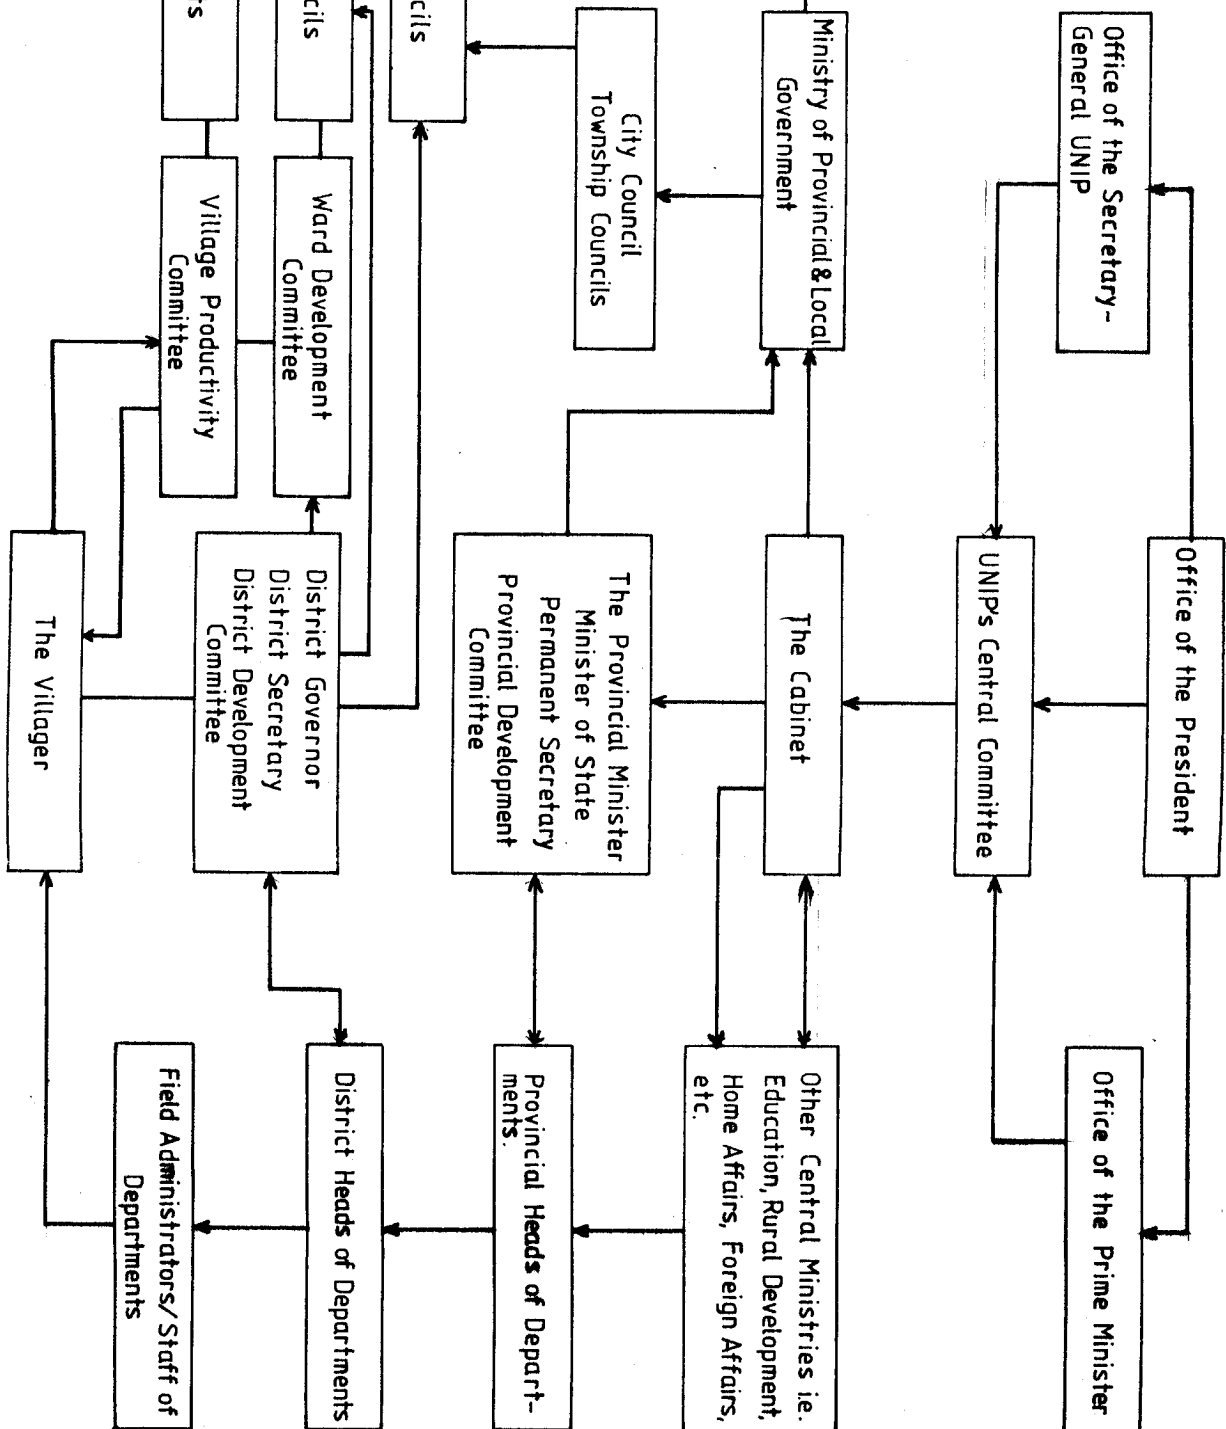 Office of the President
Office of the Secretary-
General UNIP
Office of the Prime Minister
UNIP's Central Committee
Ministry of Provincial & Local
Government
The Cabinet
Other Central Ministries ie.
Education, Rural Development,
Home Affairs, Foreign Affairs,
etc.
City Council
Township Councils
The Provincial Minister
Minister of State
Permanent Secretary
Provincial Development
Committee
Provincial Heads of Depart-
ments.
cils
cils
Ward Development
Committee
District Governor
District Secretary
District Development
Committee
District Heads of Departments
rs
Village Productivity
Committee
Field Administrators/Staff of
Departments
The Villager